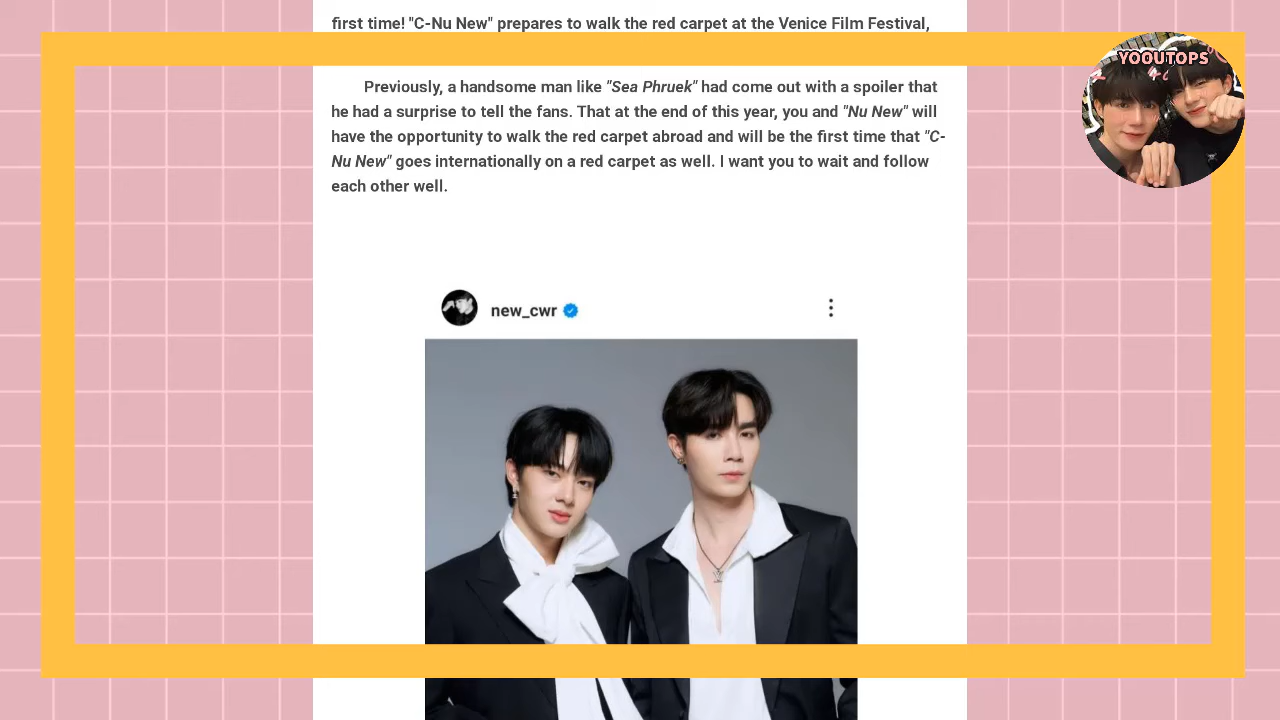 first time! "C-Nu New" prepares to walk the red carpet at the Venice Film Festival,
YOOUTOPS
Previously, a handsome man like "Sea Phruek" had come out with a spoiler that
he had a surprise to tell the fans. That at the end of this year, you and "Nu New" will
have the opportunity to walk the red carpet abroad and will be the first time that "C-
Nu New" goes internationally on a red carpet as well. I want you to wait and follow
each other well.
new_cwr